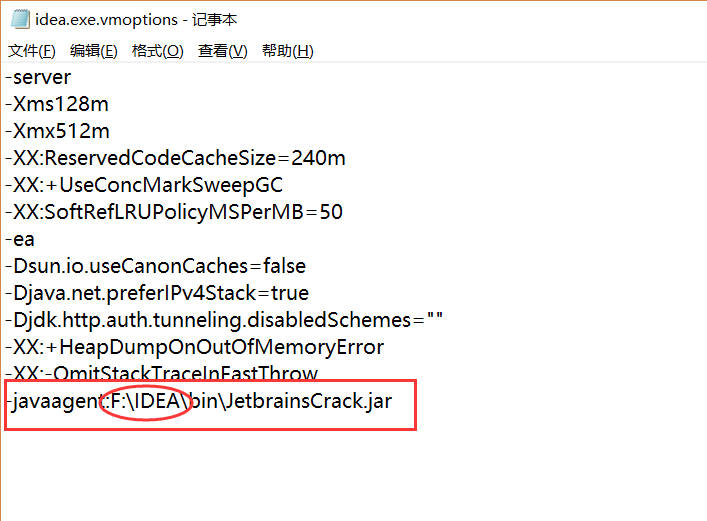 idea.exe.vmoptions - 记事本
文件(F) 编辑(E) 格式(O) 查看(V) 帮助(H)
-server
-Xms128m
-Xmx512m
-XX:ReservedCodeCacheSize=240m
-XX:+UseConcMarkSweepGC
-XX:SoftRefLRUPolicyMSPerMB=50
-ea
-Dsun.io.useCanonCaches=false
-Djava.net.preferIPv4Stack=true
-Djdk.http.auth.tunneling.disabledSchemes=""
-XX:+HeapDumpOnOutOfMemoryError
-XX:-OmitStackTraceInFastThrow
-javaagent:F:\IDEA\bin\JetbrainsCrack.jar